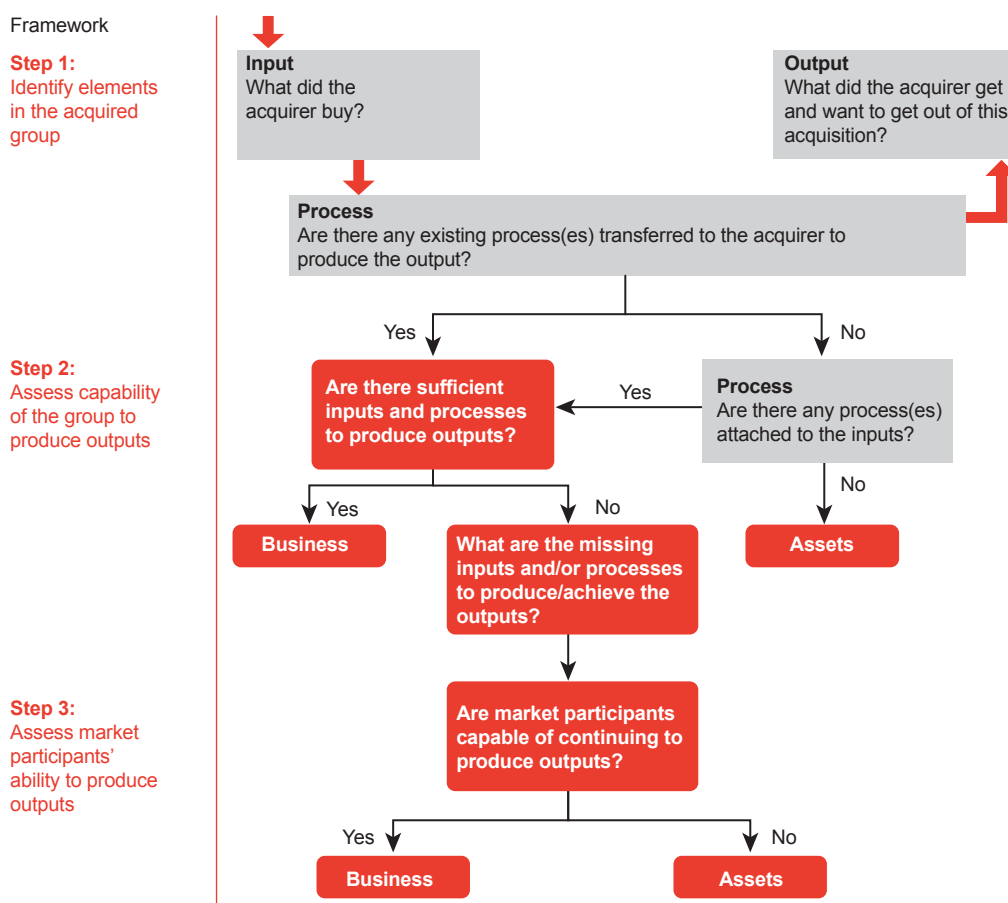 Framework
Step 1:
Identify elements
in the acquired
group
Input
What did the
acquirer buy?
Output
What did the acquirer get
and want to get out of this
acquisition?
Process
Are there any existing process(es) transferred to the acquirer to
produce the output?
Yes
No
Step 2:
Assess capability
of the group to
produce outputs
Are there sufficient
inputs and processes
to produce outputs?
Yes
Process
Are there any process(es)
attached to the inputs?
Yes
No
No
Business
What are the missing
inputs and/or processes
to produce/achieve the
outputs?
Assets
Step 3:
Assess market
participants’
ability to produce
outputs
Are market participants
capable of continuing to
produce outputs?
Yes
No
Business
Assets